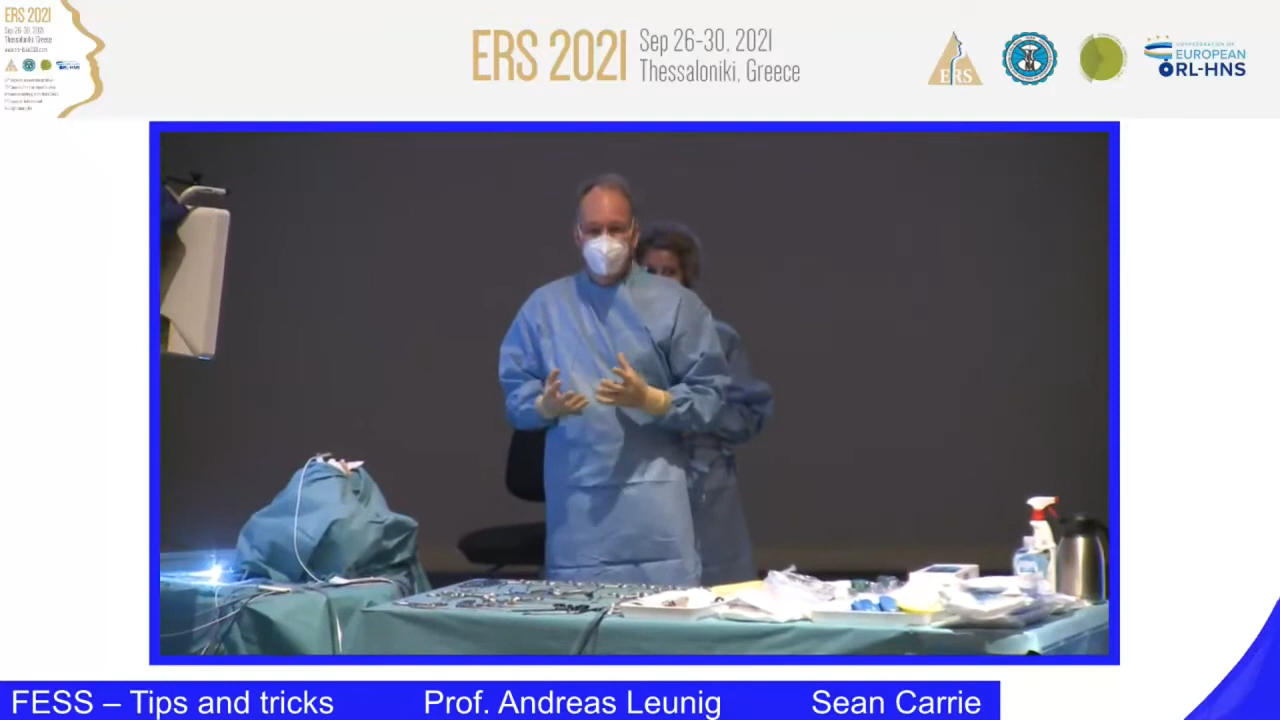 ERS 2021
Sep 26-30, 2021
Thessaloniki, Greece
ERS 2021
Sep 26-30, 2021
Thessaloniki, Greece
ERS
CONFEDERATION OF
EUROPEAN
ORL-HNS
FESS – Tips and tricks
Prof. Andreas Leunig
Sean Carrie